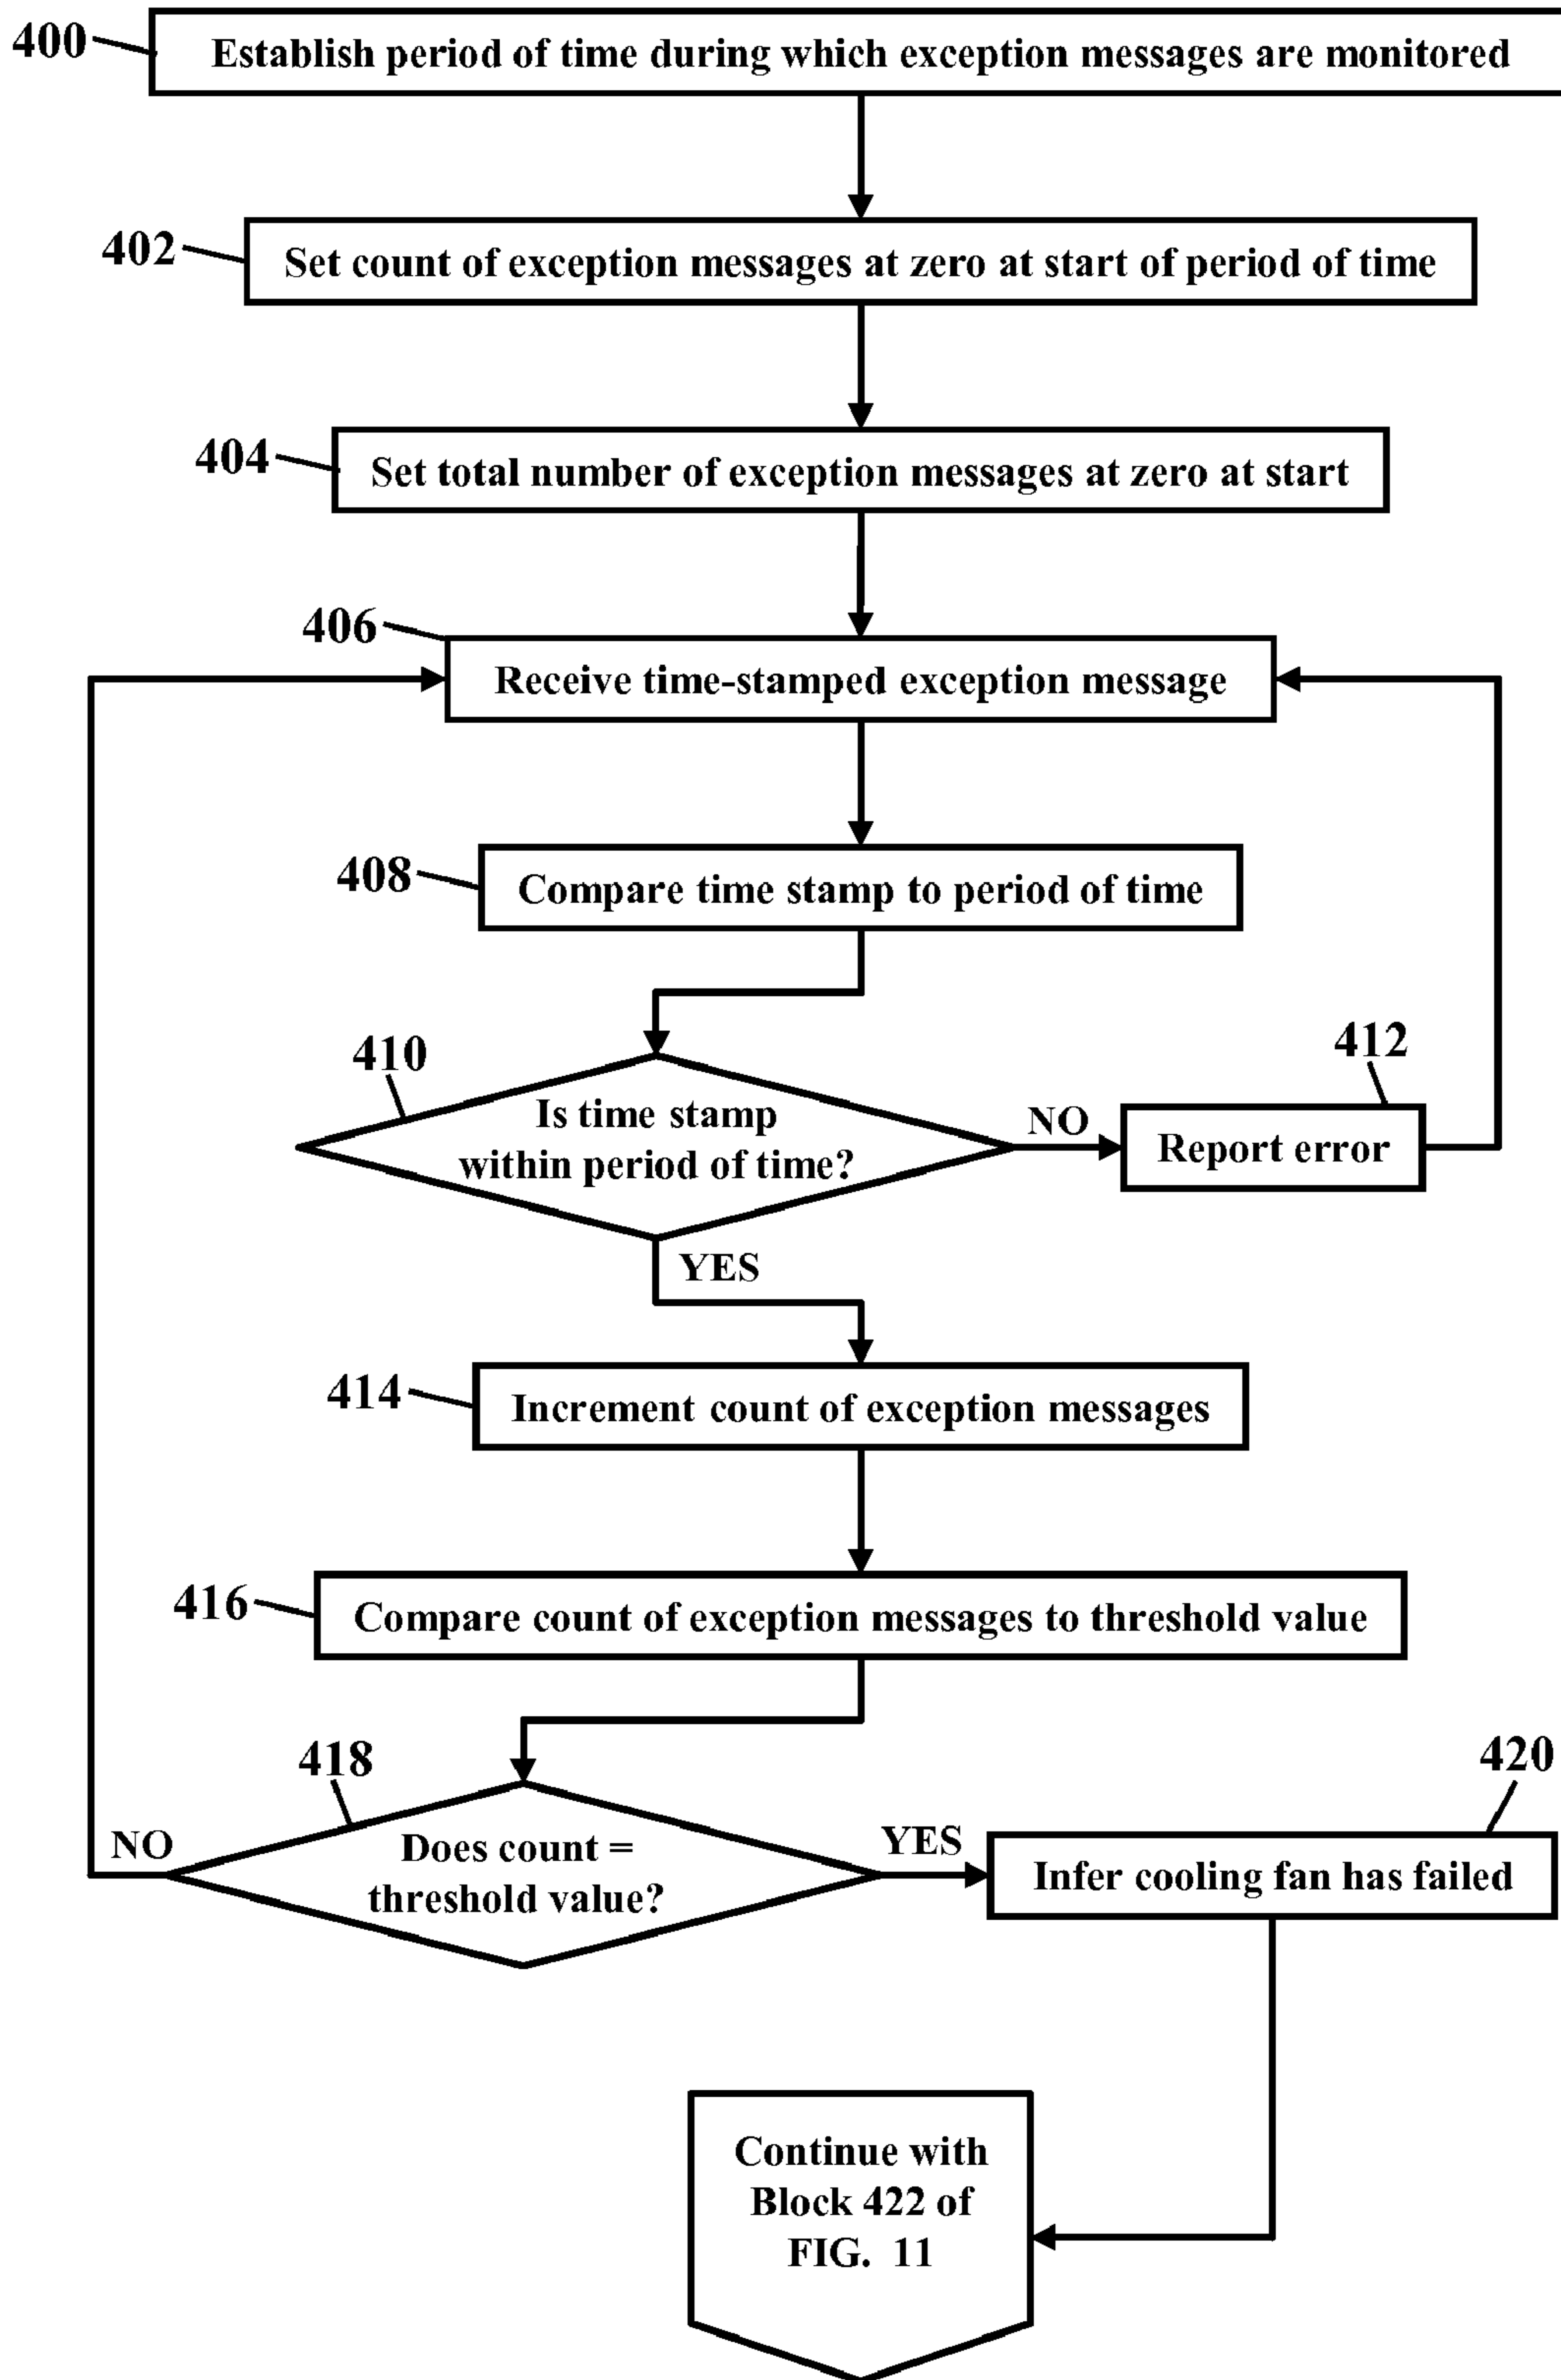 400
Establish period of time during which exception messages are monitored
402
Set count of exception messages at zero at start of period of time
404
Set total number of exception messages at zero at start
406
Receive time-stamped exception message
408
Compare time stamp to period of time
410
Is time stamp
within period of time?
NO
412
Report error
YES
414
Increment count of exception messages
416
Compare count of exception messages to threshold value
418
NO
Does count =
threshold value?
YES
420
Infer cooling fan has failed
Continue with
Block 422 of
FIG. 11